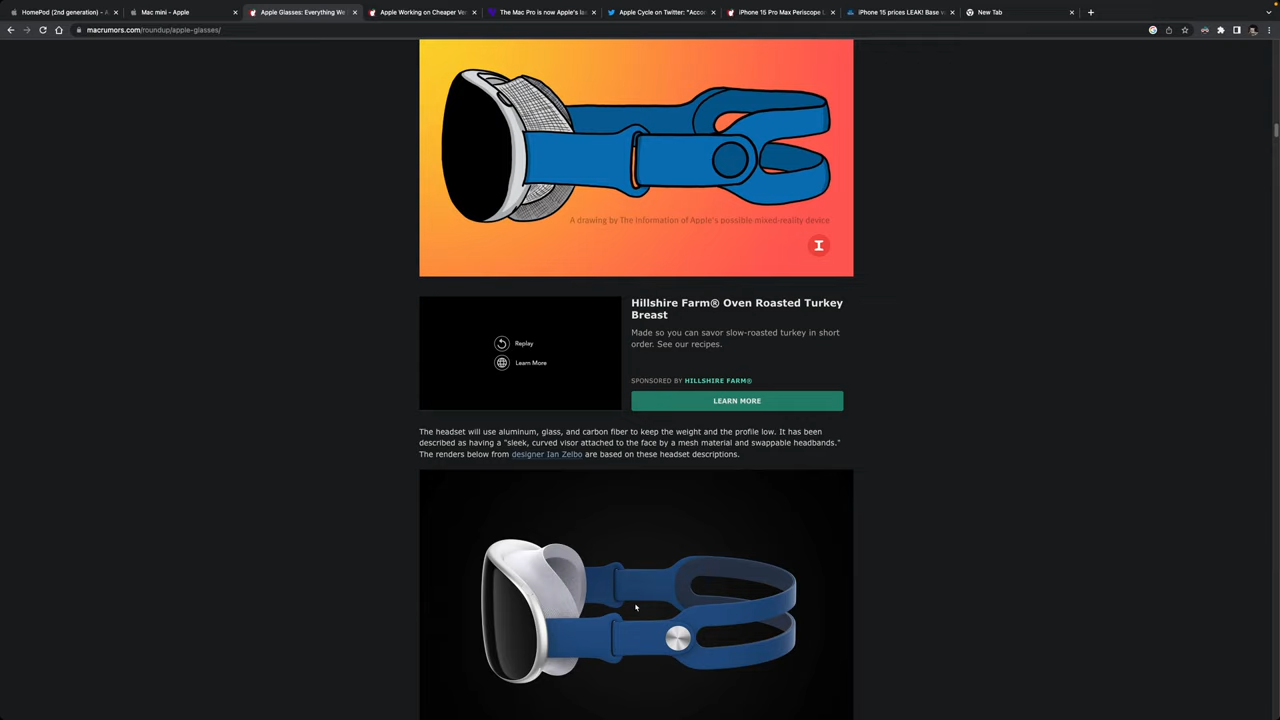 HomePod (2nd generation) - A
Mac mini - Apple
Apple Glasses: Everything We
Apple Working on Cheaper Ver
The Mac Pro is now Apple's la
Apple Cycle on Twitter: "Accor
iPhone 15 Pro Max Periscope L
iPhone 15 prices LEAK! Base v
New Tab
macrumors.com/roundup/apple-glasses/
A drawing by The Information of Apple's possible mixed-reality device
I
Replay
Learn More
Hillshire Farm® Oven Roasted Turkey
Breast
Made so you can savor slow-roasted turkey in short
order. See our recipes.
SPONSORED BY HILLSHIRE FARM®
LEARN MORE
The headset will use aluminum, glass, and carbon fiber to keep the weight and the profile low. It has been
described as having a "sleek, curved visor attached to the face by a mesh material and swappable headbands."
The renders below from designer Ian Zelbo are based on these headset descriptions.